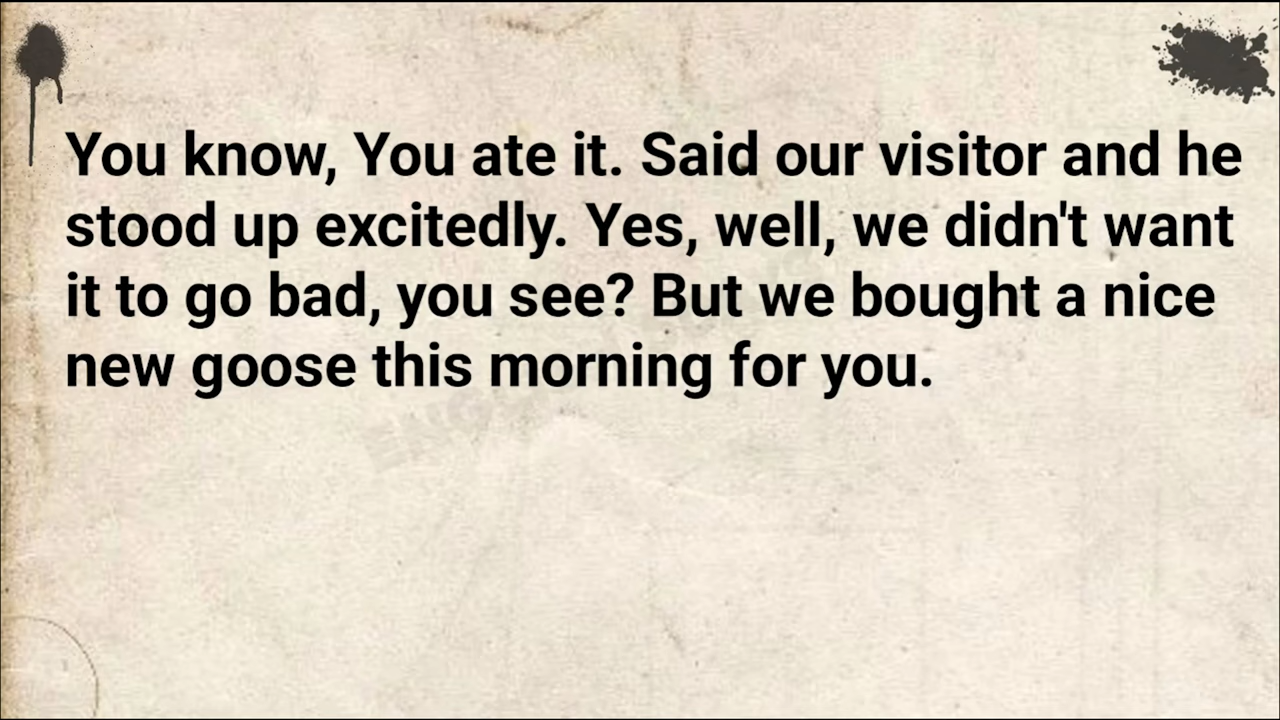 You know, You ate it. Said our visitor and he
stood up excitedly. Yes, well, we didn't want
it to go bad, you see? But we bought a nice
new goose this morning for you.